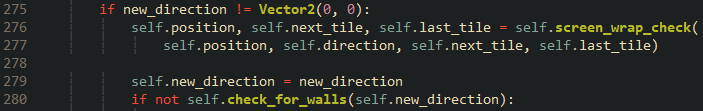 275 if new_direction != Vector2(0, 0):
276 self.position, self.next_tile, self.last_tile = self.screen_wrap_check(
277 self.position, self.direction, self.next_tile, self.last_tile)
278
279 self.new_direction = new_direction
280 if not self.check_for_walls(self.new_direction):